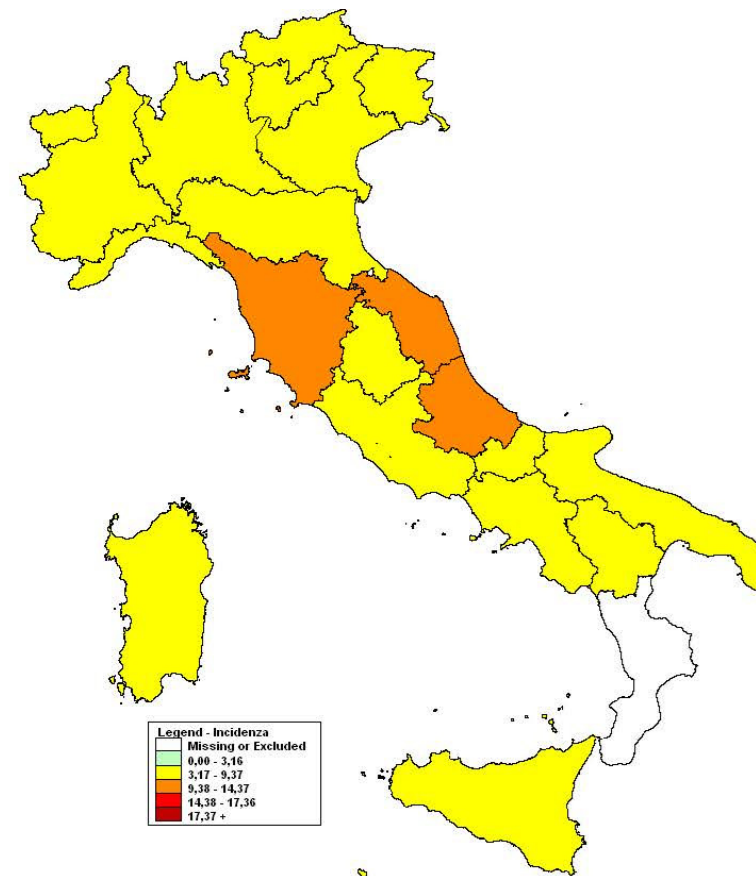 Legend - Incidenza
Missing or Excluded
0,00 - 3,16
3,17 - 9,37
9,38 - 14,37
14,38 - 17,36
17,37 +